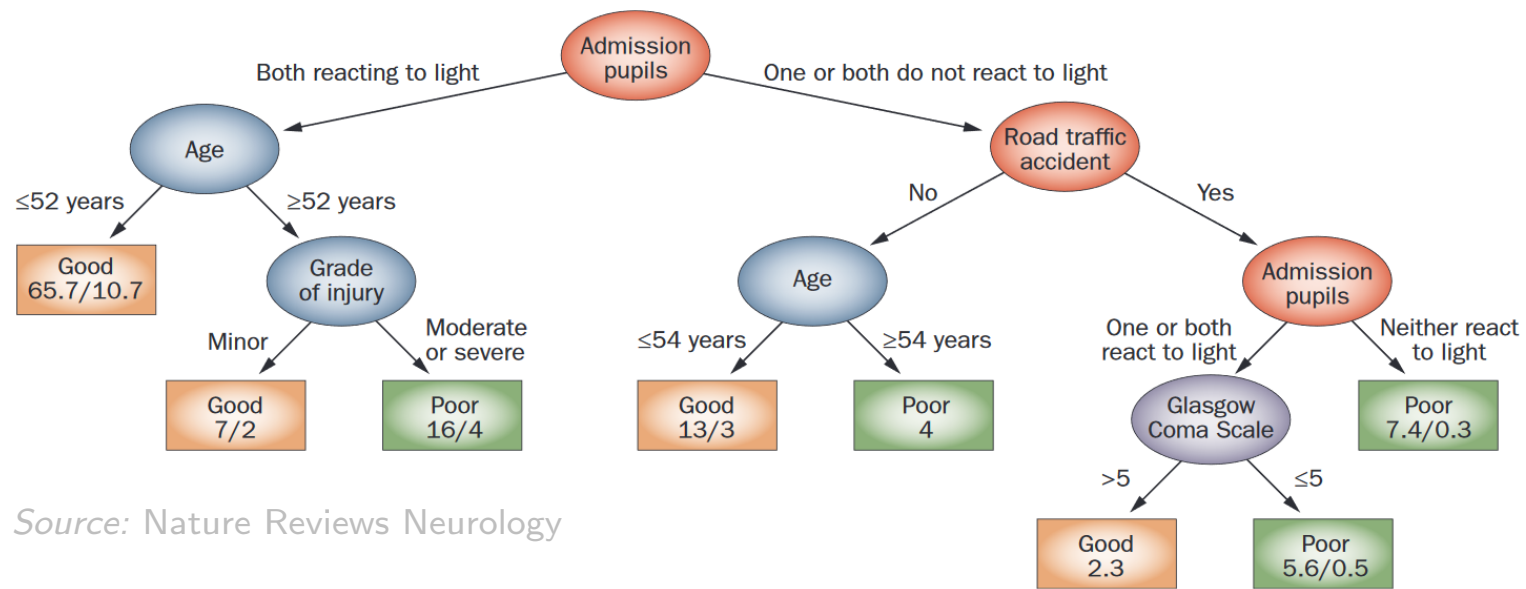 Admission
pupils
Both reacting to light
One or both do not react to light
Age
Road traffic
accident
≤52 years
≥52 years
No
Yes
Good
65.7/10.7
Grade
of injury
Age
Admission
pupils
Minor
Moderate
or severe
≤54 years
≥54 years
One or both
react to light
Neither react
to light
Good
7/2
Poor
16/4
Good
13/3
Poor
4
Glasgow
Coma Scale
Poor
7.4/0.3
>5
≤5
Good
2.3
Poor
5.6/0.5
Source: Nature Reviews Neurology